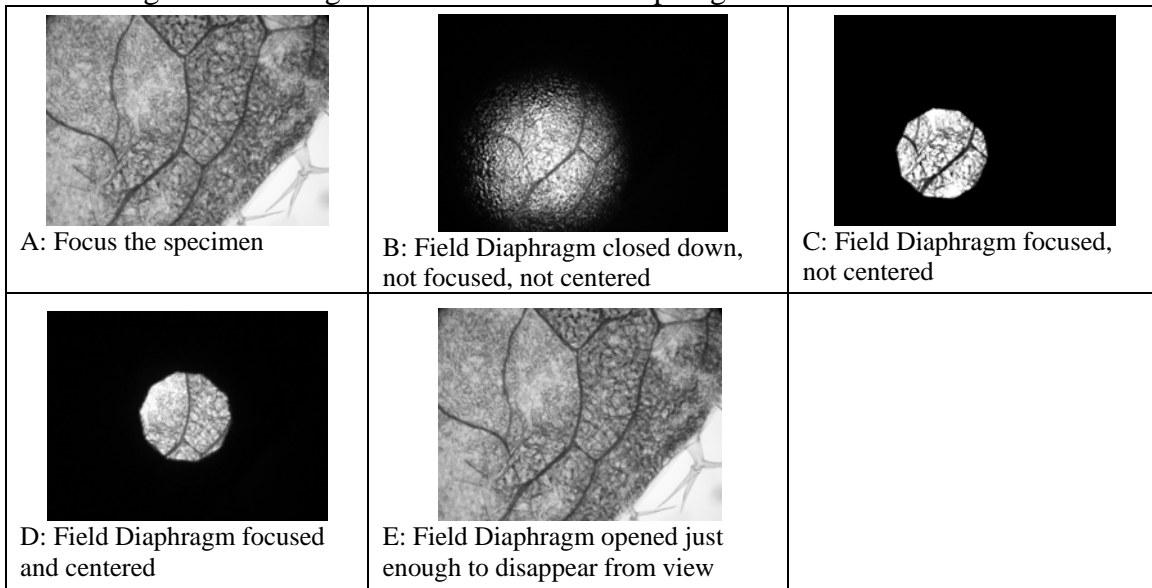 A: Focus the specimen
B: Field Diaphragm closed down,
not focused, not centered
C: Field Diaphragm focused,
not centered
D: Field Diaphragm focused
and centered
E: Field Diaphragm opened just
enough to disappear from view